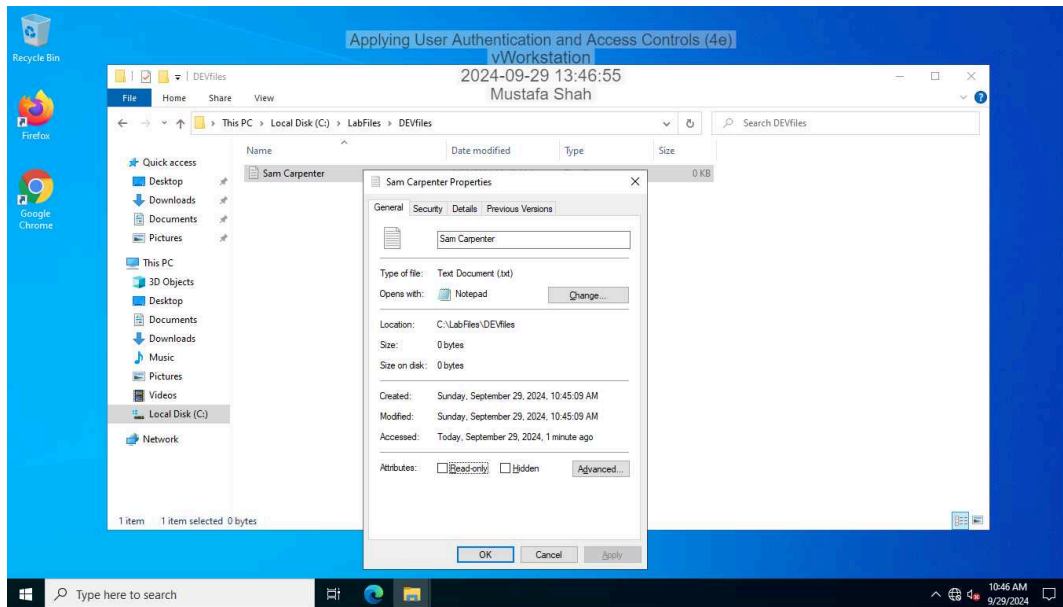 Recycle Bin
Firefox
Google
Chrome
Applying User Authentication and Access Controls (4e)
vWorkstation
2024-09-29 13:46:55
Mustafa Shah
DEVfiles
File Home Share View
This PC > Local Disk (C:) > LabFiles > DEVfiles
Search DEVfiles
Name Date modified Type Size
Quick access
Desktop
Downloads
Documents
Pictures
This PC
3D Objects
Desktop
Documents
Downloads
Music
Pictures
Videos
Local Disk (C:)
Network
Sam Carpenter 0 KB
1 item 1 item selected 0 bytes
Sam Carpenter Properties
General Security Details Previous Versions
Sam Carpenter
Type of file: Text Document (.txt)
Opens with: Notepad Change...
Location: C:\LabFiles\DEVfiles
Size: 0 bytes
Size on disk: 0 bytes
Created: Sunday, September 29, 2024, 10:45:09 AM
Modified: Sunday, September 29, 2024, 10:45:09 AM
Accessed: Today, September 29, 2024, 1 minute ago
Attributes: Read-only Hidden Advanced...
OK Cancel Apply
Type here to search
10:46 AM
9/29/2024